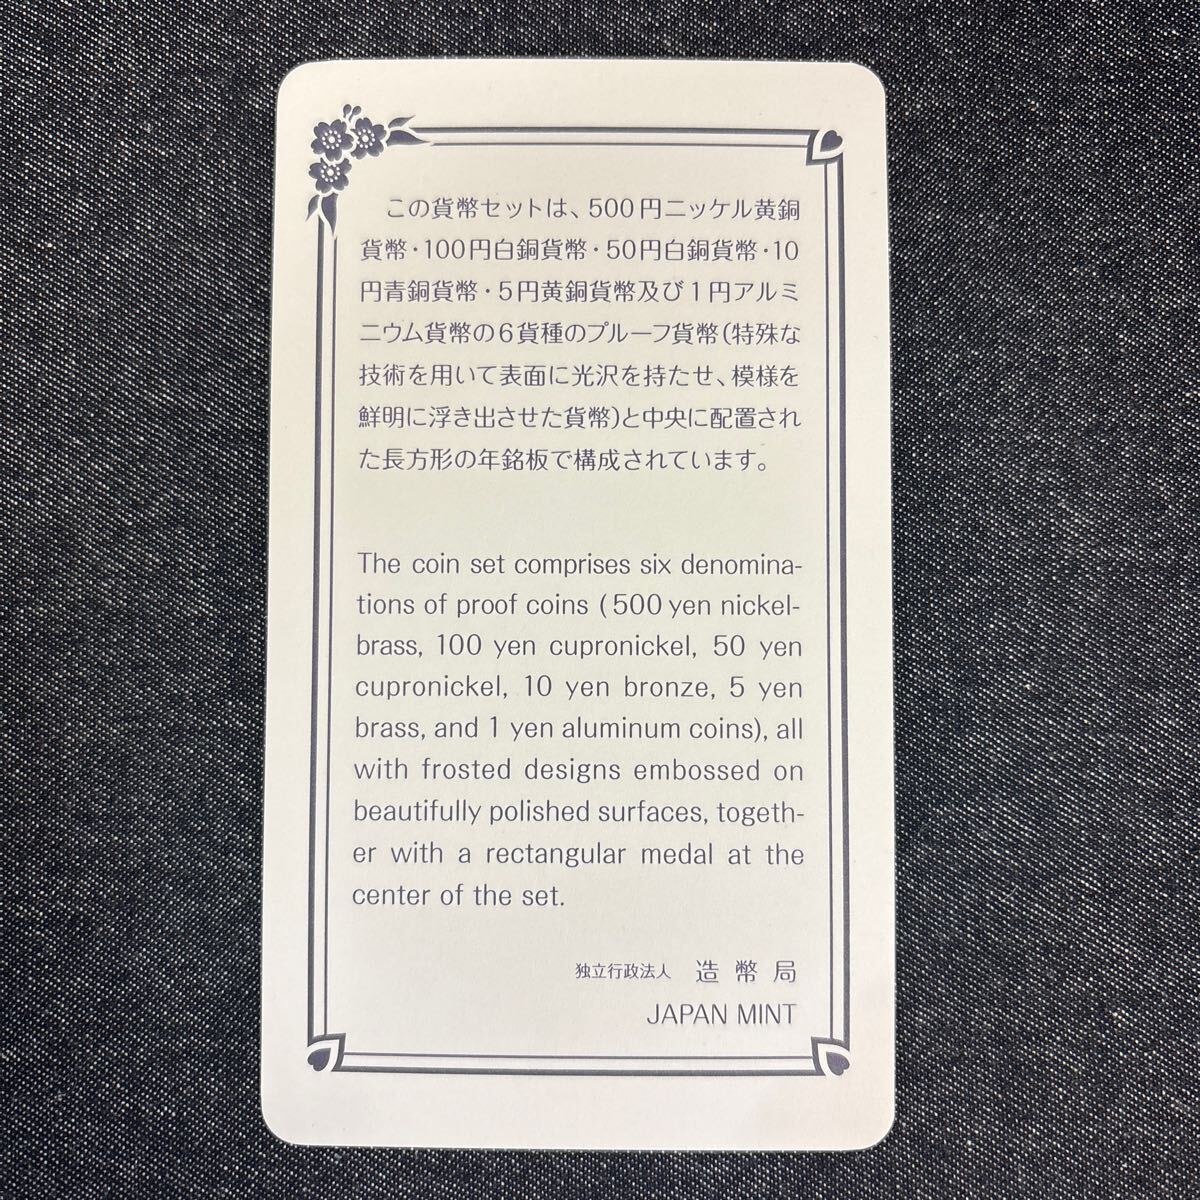 この貨幣セットは、500円ニッケル黄銅
貨幣・100円白銅貨幣・50円白銅貨幣・10
円青銅貨幣・5円黄銅貨幣及び1円アルミ
ニウム貨幣の6貨種のプルーフ貨幣(特殊な
技術を用いて表面に光沢を持たせ、模様を
鮮明に浮き出させた貨幣)と中央に配置され
た長方形の年銘板で構成されています。
The coin set comprises six denomina-
tions of proof coins (500 yen nickel-
brass, 100 yen cupronickel, 50 yen
cupronickel, 10 yen bronze, 5 yen
brass, and 1 yen aluminum coins), all
with frosted designs embossed on
beautifully polished surfaces, togeth-
er with a rectangular medal at the
center of the set.
独立行政法人 造幣局
JAPAN MINT